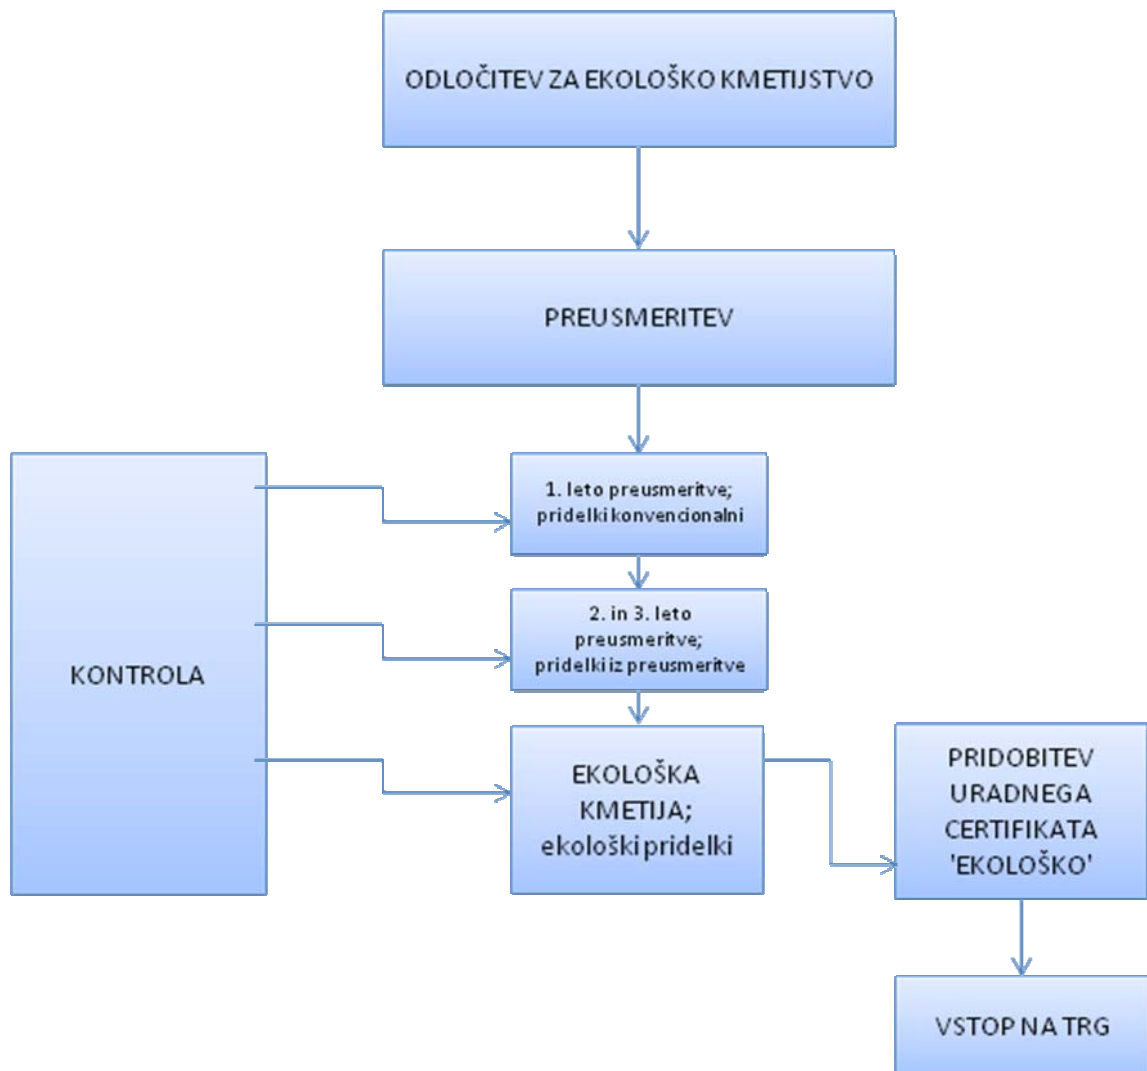 ODLOČITEV ZA EKOLOŠKO KMETIJSTVO
PREUSMERITEV
1. leto preusmeritve;
pridelki konvencionalni
2. in 3. leto
preusmeritve;
pridelki iz preusmeritve
KONTROLA
EKOLOŠKA
KMETIJA;
ekološki pridelki
PRIDOBITEV
URADNEGA
CERTIFIKATA
'EKOLOŠKO'
VSTOP NA TRG